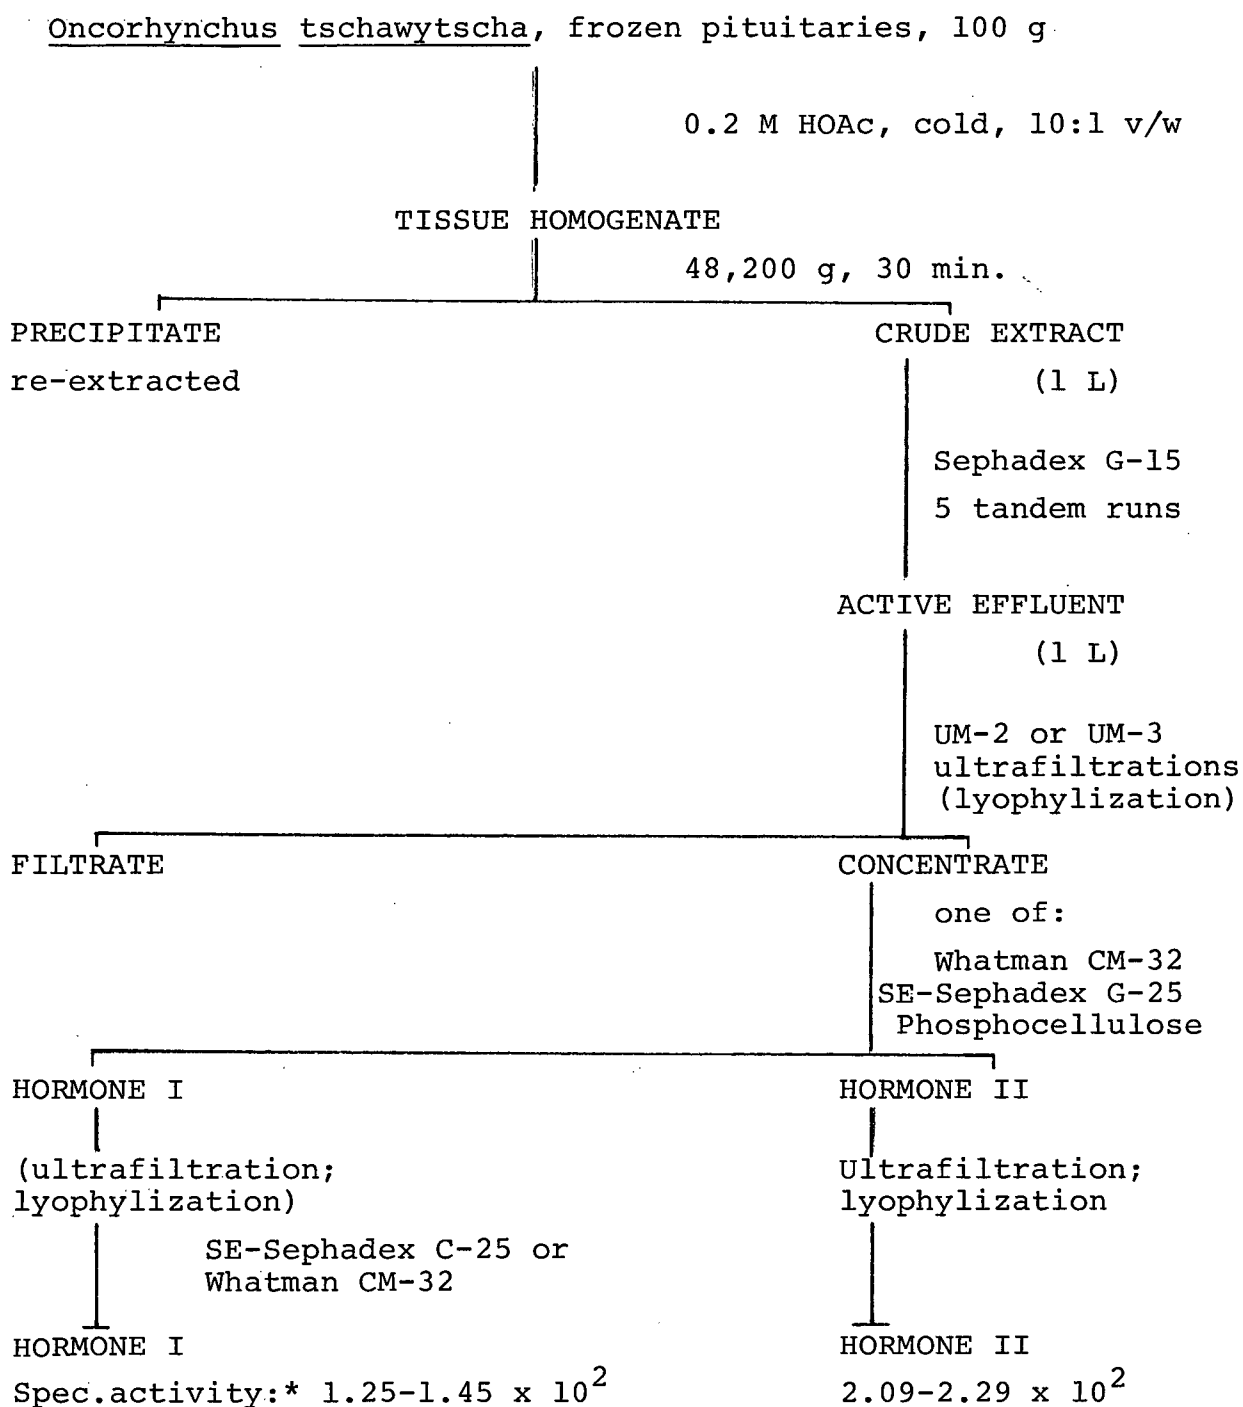 Oncorhynchus tschawytscha, frozen pituitaries, 100 g
0.2 M HOAc, cold, 10:1 v/w
TISSUE HOMOGENATE
48,200 g, 30 min.
PRECIPITATE
re-extracted
CRUDE EXTRACT
(1 L)
Sephadex G-15
5 tandem runs
ACTIVE EFFLUENT
(1 L)
UM-2 or UM-3
ultrafiltrations
(lyophylization)
FILTRATE
CONCENTRATE
one of:
Whatman CM-32
SE-Sephadex G-25
Phosphocellulose
HORMONE I
(ultrafiltration;
lyophylization)
SE-Sephadex C-25 or
Whatman CM-32
HORMONE I
Spec.activity:* 1.25-1.45 x 10²
HORMONE II
Ultrafiltration;
lyophylization
HORMONE II
2.09-2.29 x 10²